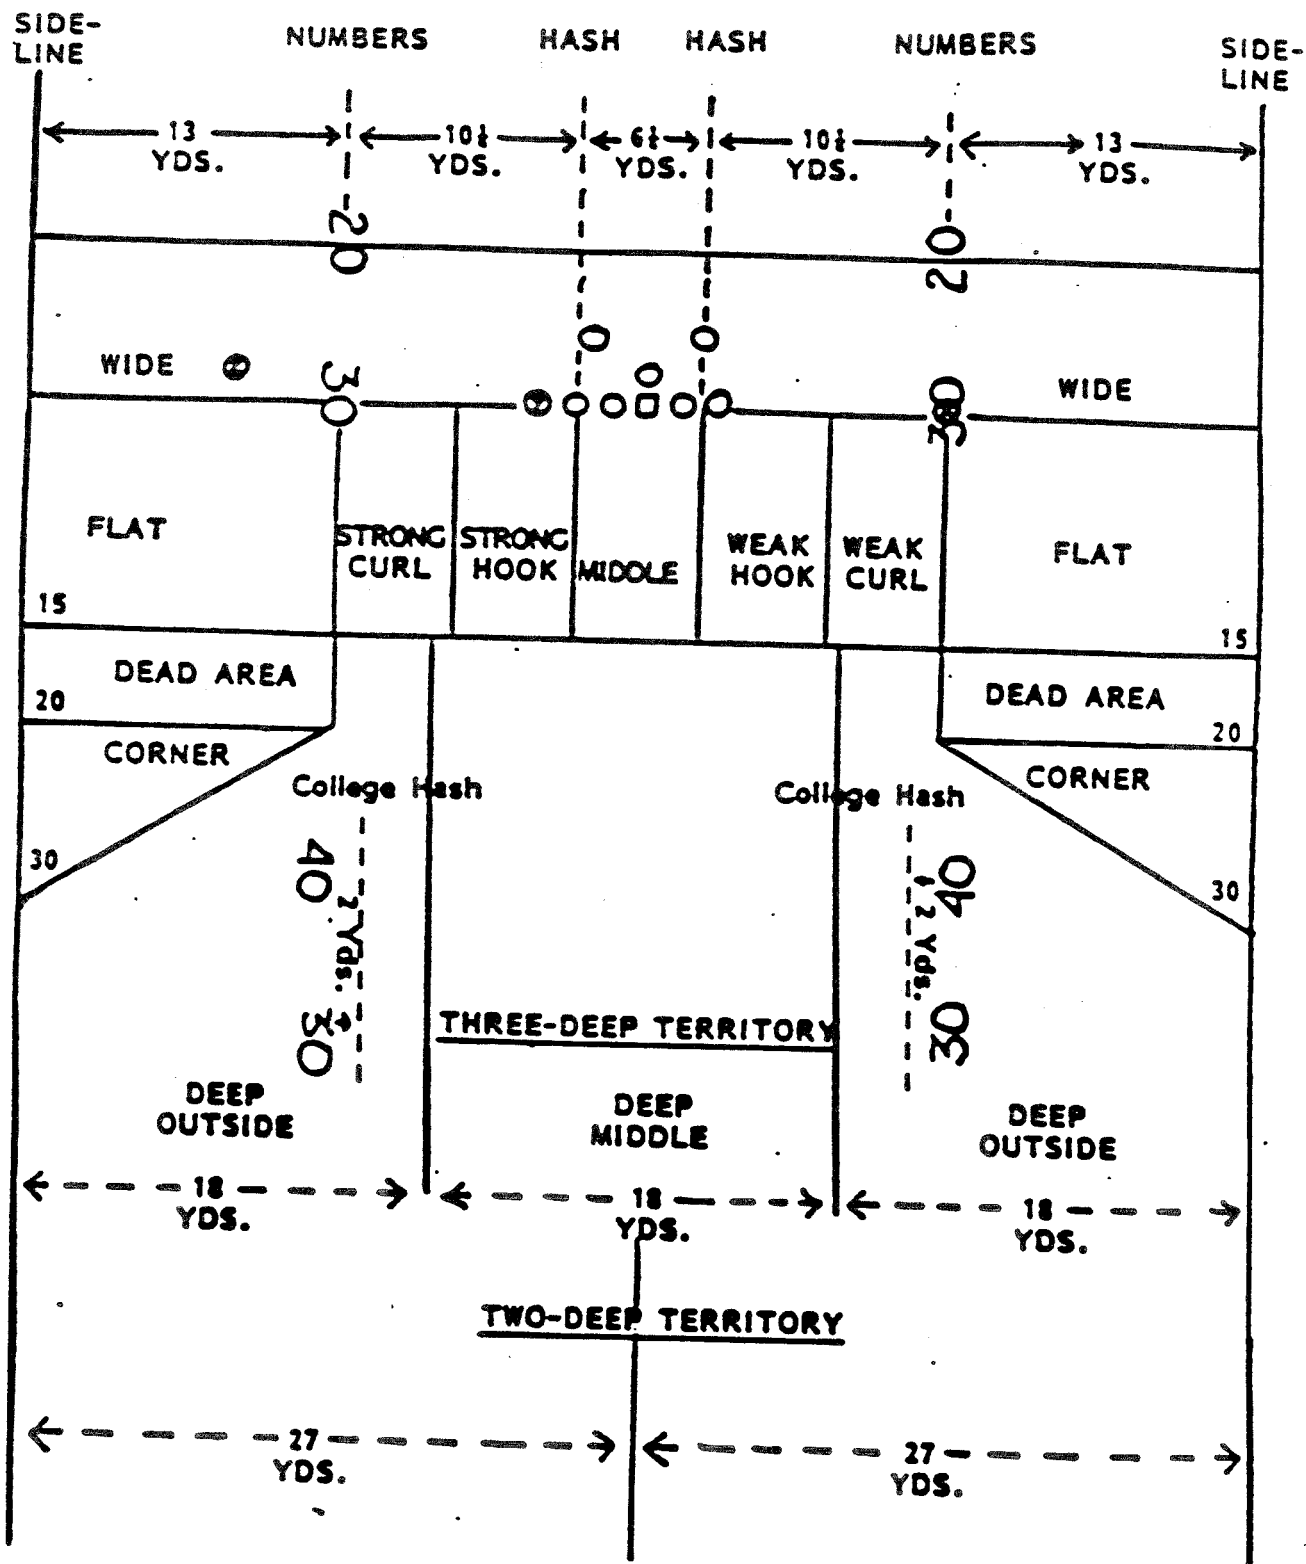 SIDE-
LINE
NUMBERS
HASH
HASH
NUMBERS
SIDE-
LINE
13
YDS.
10½
YDS.
6½
YDS.
10½
YDS.
13
YDS.
20
20
WIDE
30
30
WIDE
FLAT
STRONG
CURL
STRONG
HOOK
MIDDLE
WEAK
HOOK
WEAK
CURL
FLAT
15
15
DEAD AREA
DEAD AREA
20
20
CORNER
CORNER
College Hash
College Hash
30
30
40
2 Yds.
30
2 Yds.
40
30
THREE-DEEP TERRITORY
DEEP
OUTSIDE
DEEP
MIDDLE
DEEP
OUTSIDE
18
YDS.
18
YDS.
18
YDS.
TWO-DEEP TERRITORY
27
YDS.
27
YDS.